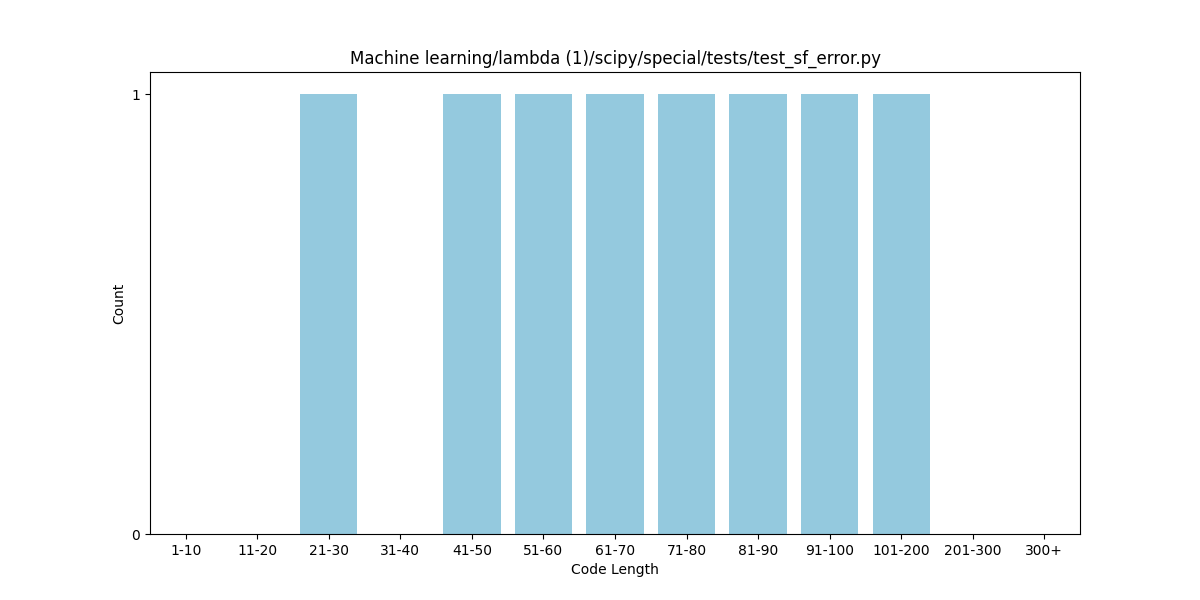 Machine learning/lambda (1)/scipy/special/tests/test_sf_error.py
1
Count
0
1-10 11-20 21-30 31-40 41-50 51-60 61-70 71-80 81-90 91-100 101-200 201-300 300+
Code Length